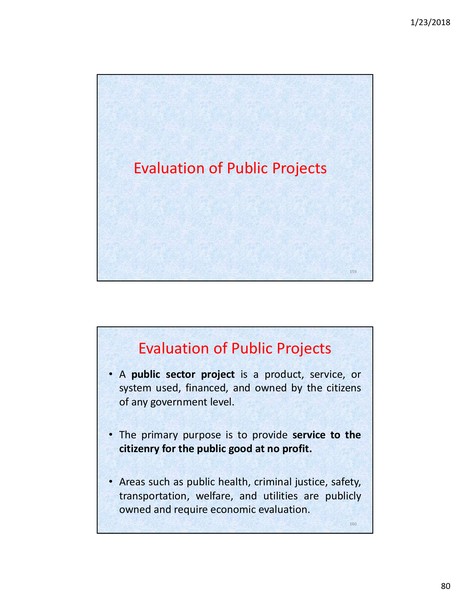 1/23/2018
Evaluation of Public Projects
Evaluation of Public Projects
• A public sector project is a product, service, or
system used, financed, and owned by the citizens
of any government level.
• The primary purpose is to provide service to the
citizenry for the public good at no profit.
• Areas such as public health, criminal justice, safety,
transportation, welfare, and utilities are publicly
owned and require economic evaluation.
80